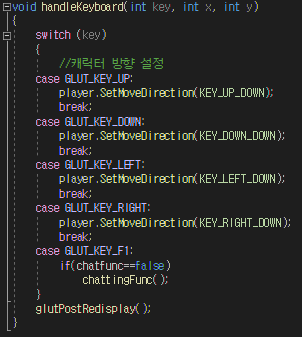 void handleKeyboard(int key, int x, int y)
{
switch (key)
{
//캐릭터 방향 설정
case GLUT_KEY_UP:
player.SetMoveDirection(KEY_UP_DOWN);
break;
case GLUT_KEY_DOWN:
player.SetMoveDirection(KEY_DOWN_DOWN);
break;
case GLUT_KEY_LEFT:
player.SetMoveDirection(KEY_LEFT_DOWN);
break;
case GLUT_KEY_RIGHT:
player.SetMoveDirection(KEY_RIGHT_DOWN);
break;
case GLUT_KEY_F1:
if(chatfunc==false)
chattingFunc();
}
glutPostRedisplay();
}